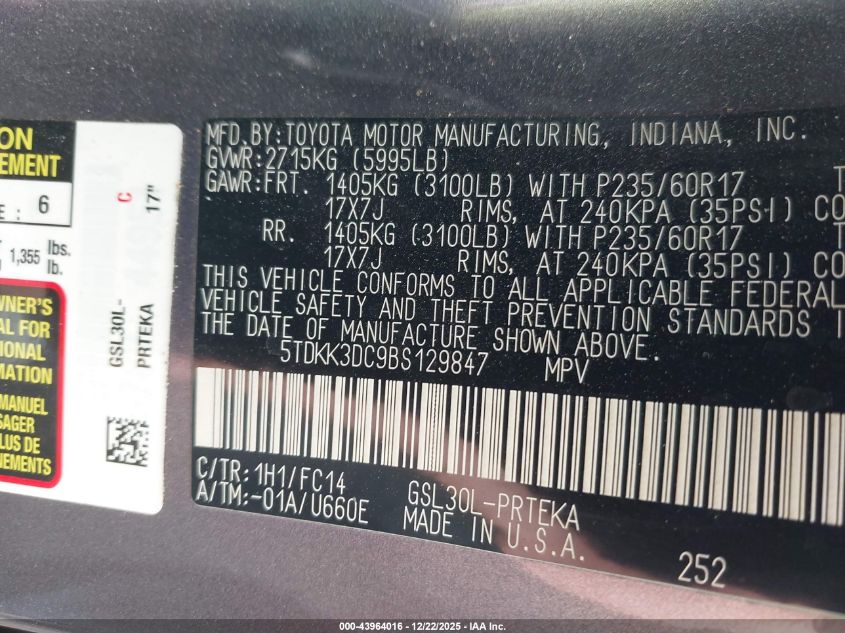 ION
EMENT
E : 6
1,355 lbs.
lb.
C
17"
GSL30L-
PRTEKA
WNER'S
AL FOR
TIONAL
RMATION
MANUEL
SAGER
LUS DE
NEMENTS
MFD.BY:TOYOTA MOTOR MANUFACTURING, INDIANA, INC.
GVWR:2715KG (5995LB)
GAWR:FRT. 1405KG (3100LB) WITH P235/60R17 T
17X7J RIMS, AT 240KPA (35PSI) CO
RR. 1405KG (3100LB) WITH P235/60R17 T
17X7J RIMS, AT 240KPA (35PSI) CO
THIS VEHICLE CONFORMS TO ALL APPLICABLE FEDERAL
VEHICLE SAFETY AND THEFT PREVENTION STANDARDS I
THE DATE OF MANUFACTURE SHOWN ABOVE.
5TDKK3DC9BS129847 MPV
C/TR:1H1/FC14 GSL30L-PRTEKA
A/TM:-01A/U660E MADE IN U.S.A.
252
000-43964016 - 12/22/2025 - IAA Inc.